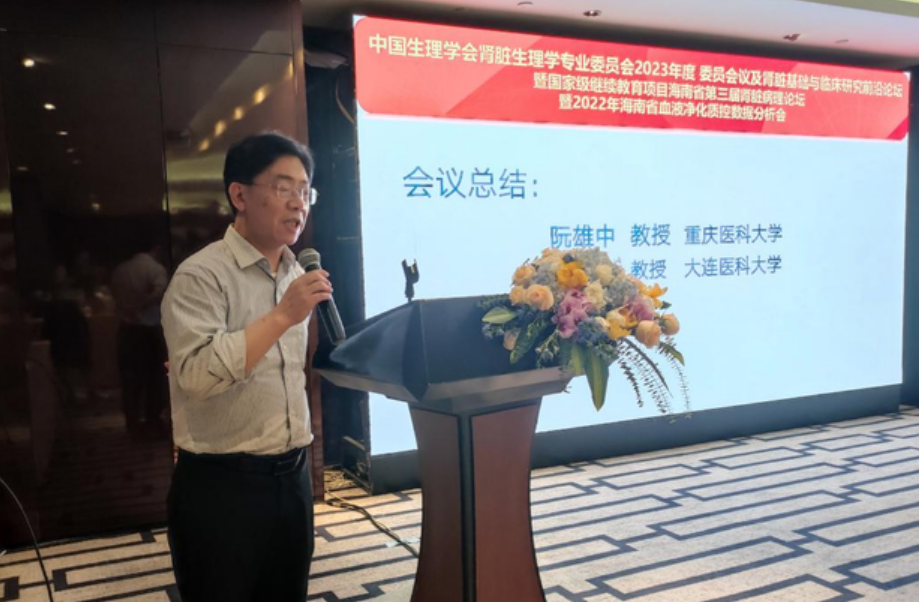 中国生理学会肾脏生理学专业委员会2023年度 委员会议及肾脏基础与临床研究前沿论坛
暨国家级继续教育项目海南省第三届肾脏病理论坛
暨2022年海南省血液净化质控数据分析会
会议总结：
阮雄中 教授 重庆医科大学
教授 大连医科大学